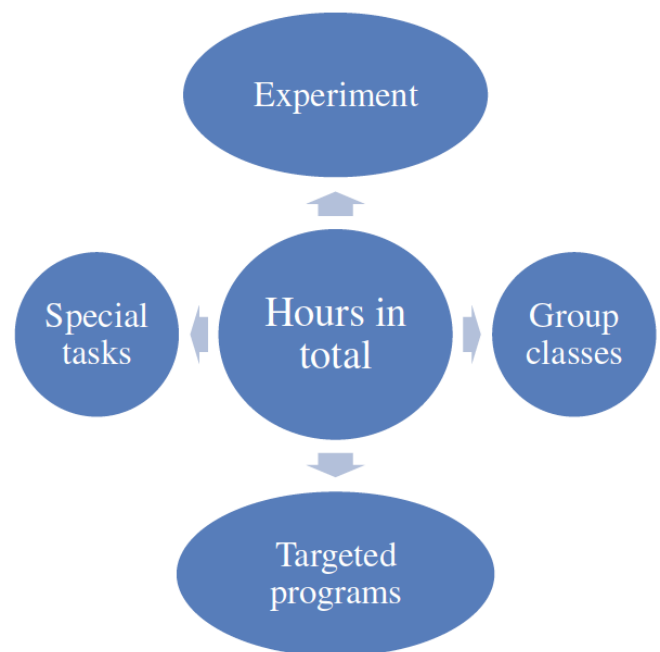 Experiment
Special
tasks
Hours in
total
Group
classes
Targeted
programs